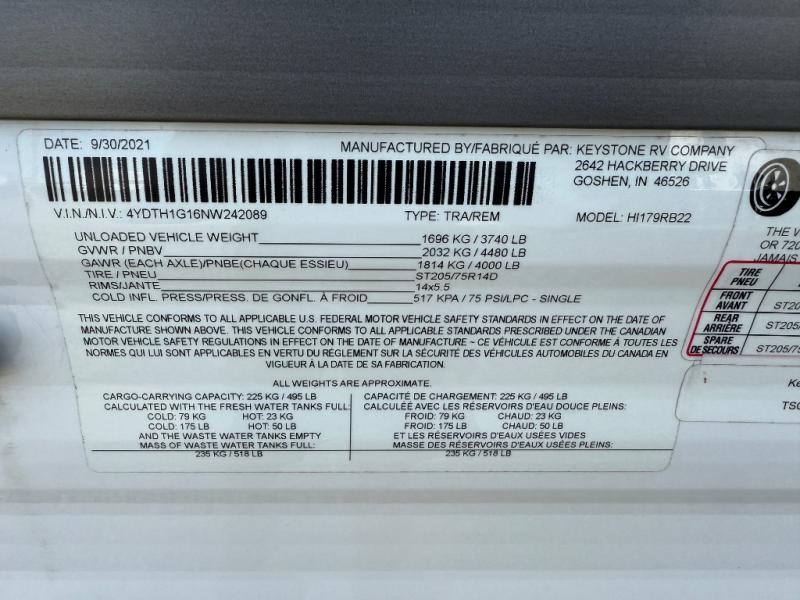 DATE: 9/30/2021 MANUFACTURED BY/FABRIQUÉ PAR: KEYSTONE RV COMPANY
2642 HACKBERRY DRIVE
GOSHEN, IN 46526
V.I.N./N.I.V.: 4YDTH1G16NW242089 TYPE: TRA/REM MODEL: HI179RB22
UNLOADED VEHICLE WEIGHT 1696 KG / 3740 LB
GVWR / PNBV 2032 KG / 4480 LB
GAWR (EACH AXLE)/PNBE(CHAQUE ESSIEU) 1814 KG / 4000 LB
TIRE / PNEU ST205/75R14D
RIMS/JANTE 14x5.5
COLD INFL. PRESS/PRESS. DE GONFL. À FROID 517 KPA / 75 PSI/LPC - SINGLE
THIS VEHICLE CONFORMS TO ALL APPLICABLE U.S. FEDERAL MOTOR VEHICLE SAFETY STANDARDS IN EFFECT ON THE DATE OF
MANUFACTURE SHOWN ABOVE. THIS VEHICLE CONFORMS TO ALL APPLICABLE STANDARDS PRESCRIBED UNDER THE CANADIAN
MOTOR VEHICLE SAFETY REGULATIONS IN EFFECT ON THE DATE OF MANUFACTURE ~ CE VÉHICULE EST CONFORME À TOUTES LES
NORMES QUI LUI SONT APPLICABLES EN VERTU DU RÉGLEMENT SUR LA SÉCURITÉ DES VÉHICULES AUTOMOBILES DU CANADA EN
VIGUEUR À LA DATE DE SA FABRICATION.
ALL WEIGHTS ARE APPROXIMATE.
CARGO-CARRYING CAPACITY: 225 KG / 495 LB
CALCULATED WITH THE FRESH WATER TANKS FULL:
COLD: 79 KG HOT: 23 KG
COLD: 175 LB HOT: 50 LB
AND THE WASTE WATER TANKS EMPTY
MASS OF WASTE WATER TANKS FULL:
235 KG / 518 LB
CAPACITÉ DE CHARGEMENT: 225 KG / 495 LB
CALCULÉE AVEC LES RÉSERVOIRS D'EAU DOUCE PLEINS:
FROID: 79 KG CHAUD: 23 KG
FROID: 175 LB CHAUD: 50 LB
ET LES RÉSERVOIRS D'EAUX USÉES VIDES
MASSE DES RÉSERVOIRS D'EAUX USÉES PLEINS:
235 KG / 518 LB
THE W
OR 720
JAMAIS
TIRE
PNEU
FRONT
AVANT ST20
REAR
ARRIÈRE ST205
SPARE
DE SECOURS ST205/75
Ke
TSC